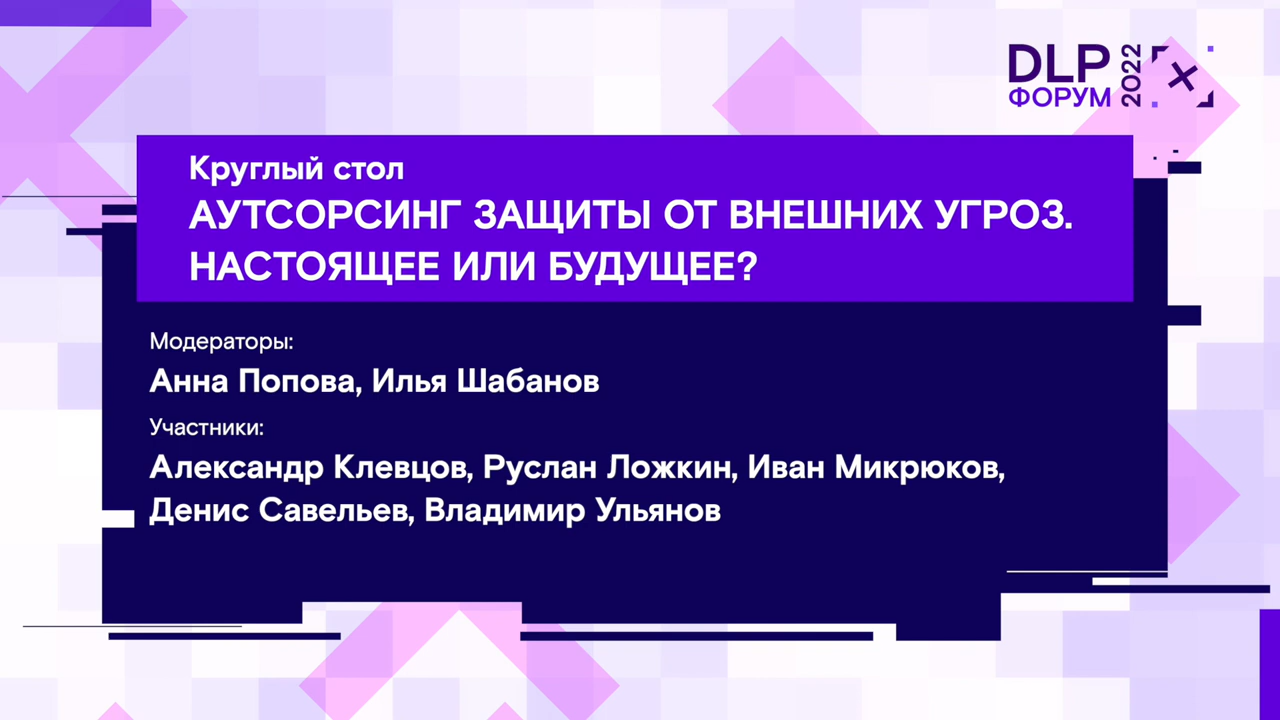 DLP
ФОРУМ
2022
Круглый стол
АУТСОРСИНГ ЗАЩИТЫ ОТ ВНЕШНИХ УГРОЗ.
НАСТОЯЩЕЕ ИЛИ БУДУЩЕЕ?
Модераторы:
Анна Попова, Илья Шабанов
Участники:
Александр Клевцов, Руслан Ложкин, Иван Микрюков,
Денис Савельев, Владимир Ульянов